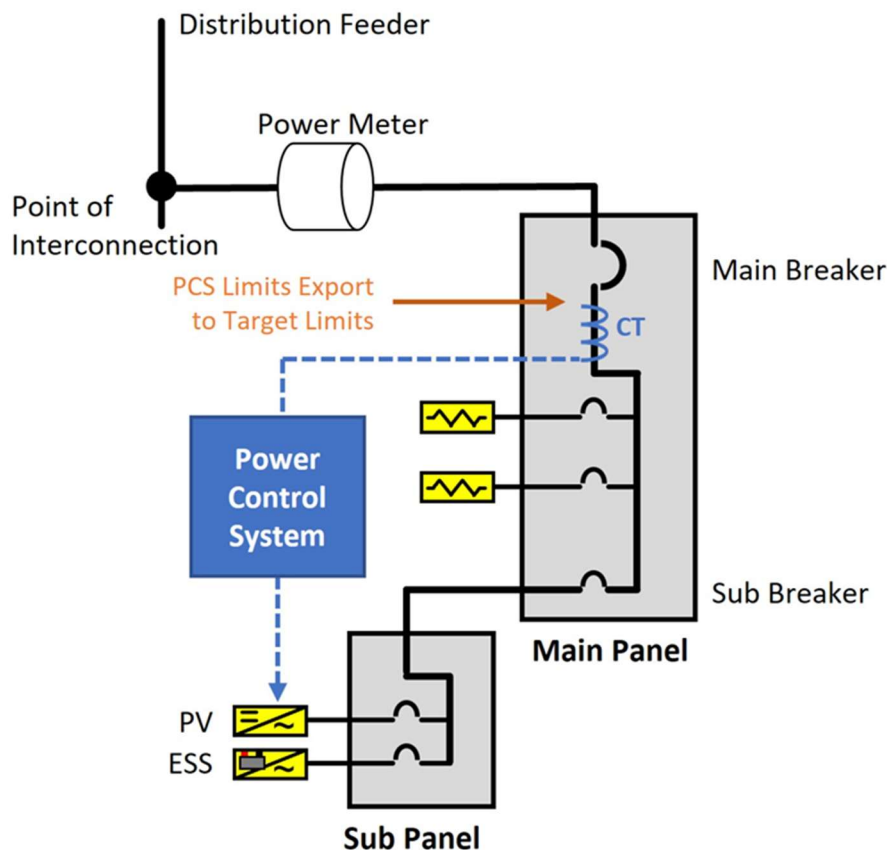 Distribution Feeder
Power Meter
Point of
Interconnection
Main Breaker
PCS Limits Export
to Target Limits
CT
Power
Control
System
Sub Breaker
Main Panel
PV
ESS
Sub Panel